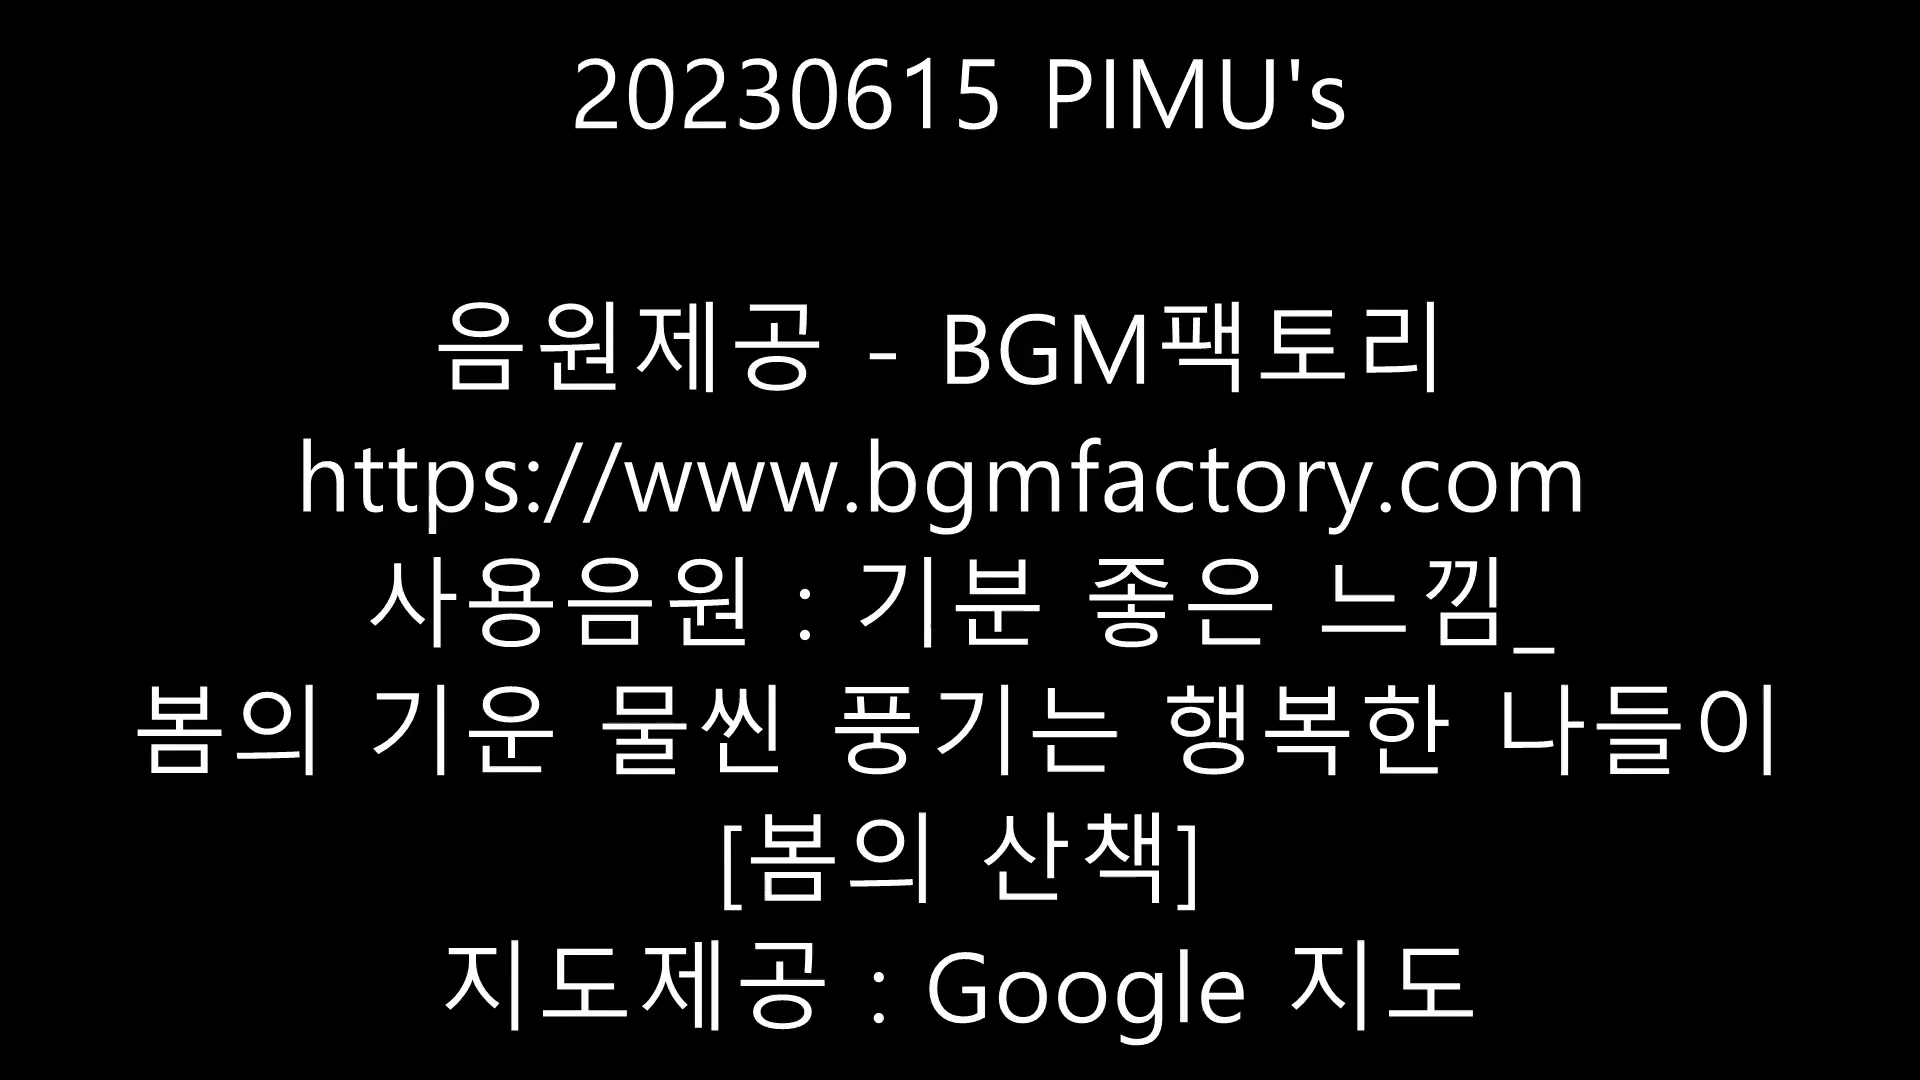 20230615 PIMU's
음원제공 - BGM팩토리
https://www.bgmfactory.com
사용음원 : 기분 좋은 느낌_
봄의 기운 물씬 풍기는 행복한 나들이
[봄의 산책]
지도제공 : Google 지도